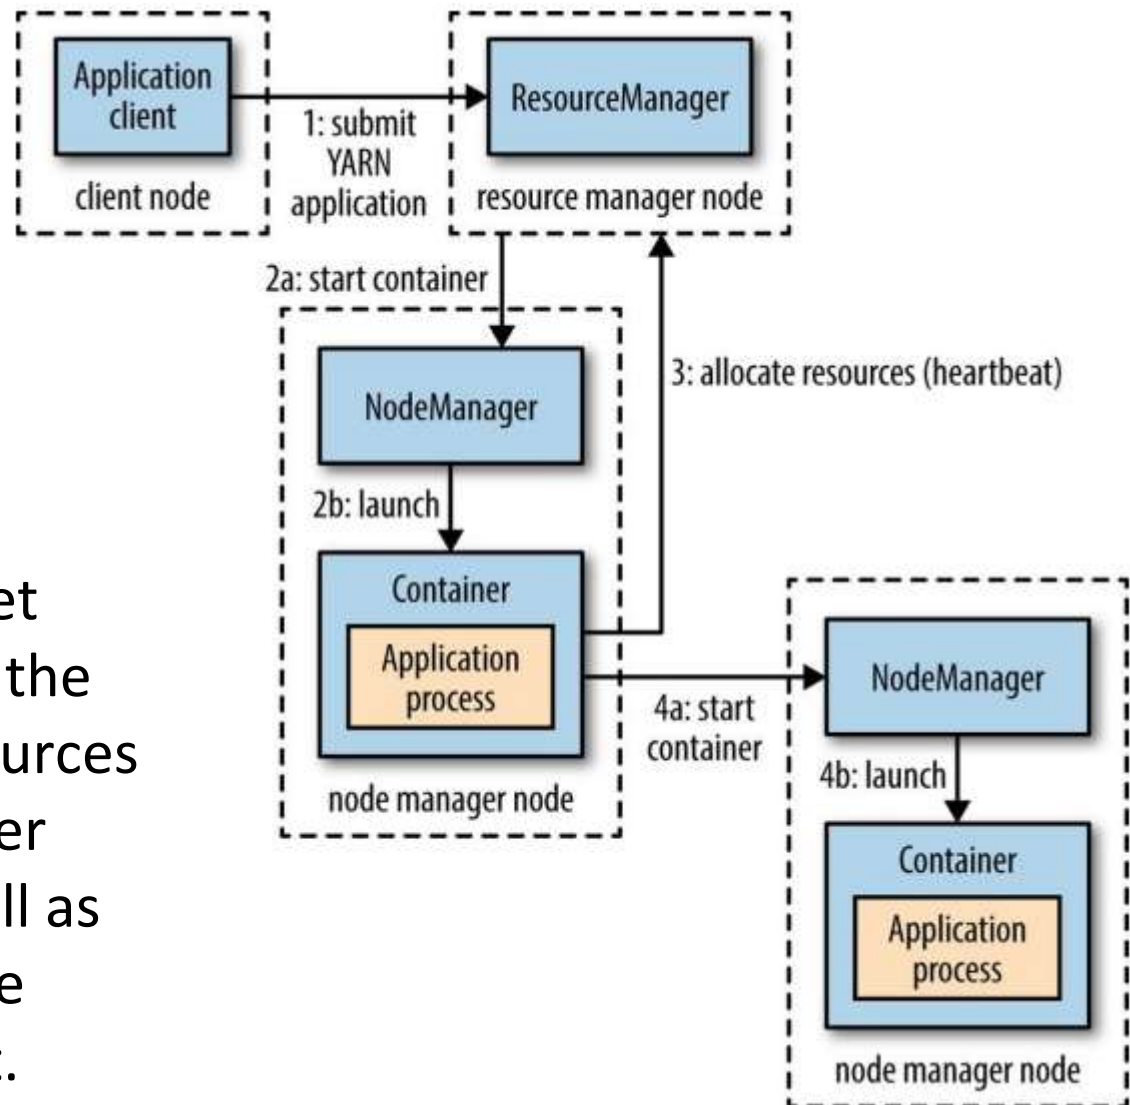 Application
client
client node
1: submit
YARN
application
ResourceManager
resource manager node
2a: start container
NodeManager
2b: launch
Container
Application
process
node manager node
3: allocate resources (heartbeat)
4a: start
container
NodeManager
4b: launch
Container
Application
process
node manager node
the
as